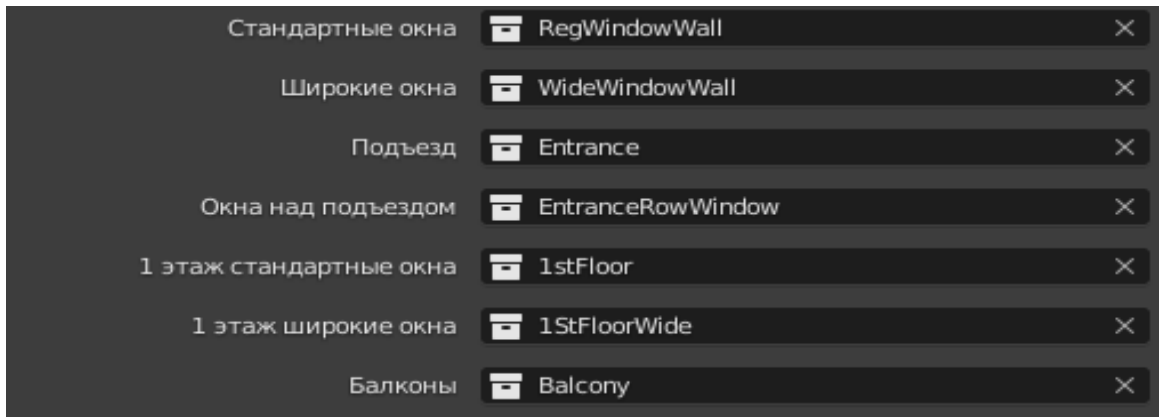 Стандартные окна RegWindowWall
Широкие окна WideWindowWall
Подъезд Entrance
Окна над подъездом EntranceRowWindow
1 этаж стандартные окна 1stFloor
1 этаж широкие окна 1StFloorWide
Балконы Balcony